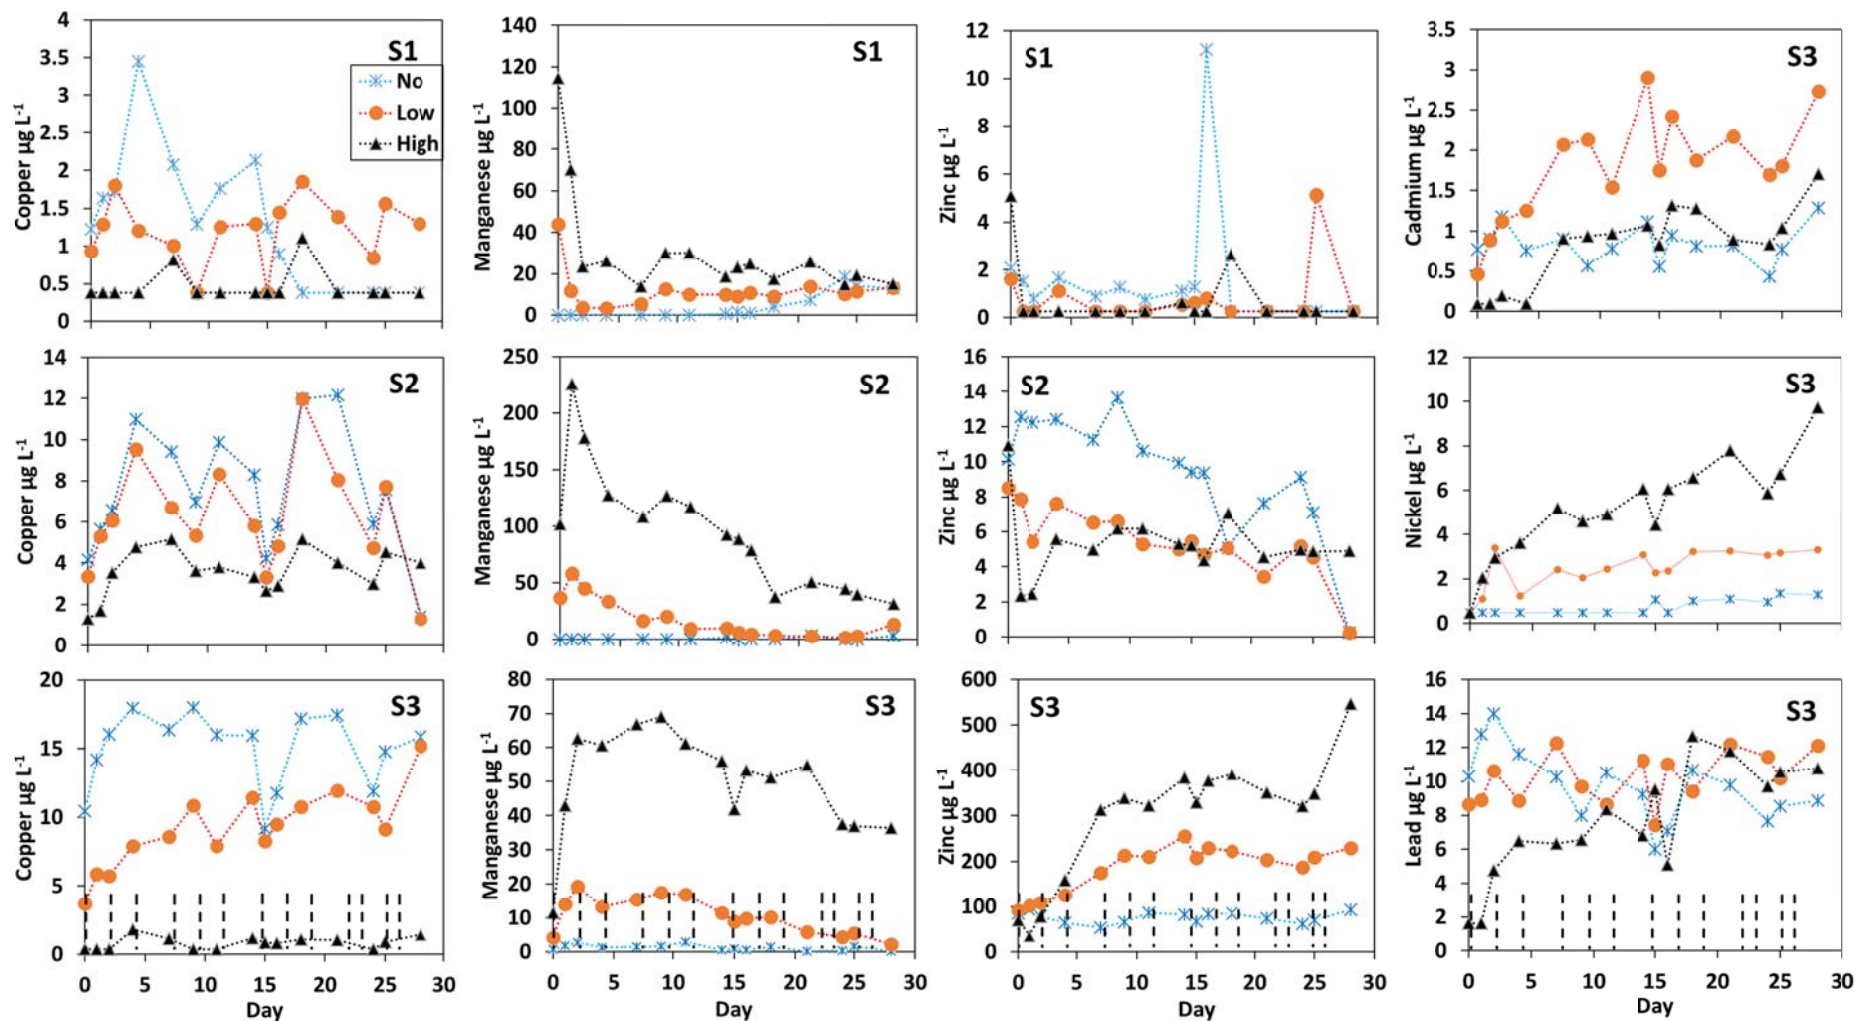 4
3.5
3
2.5
2
1.5
1
0.5
0
Copper µg L-1
S1
No
Low
High
140
120
100
80
60
40
20
0
Manganese µg L-1
S1
12
10
8
6
4
2
0
Zinc µg L-1
S1
3.5
3
2.5
2
1.5
1
0.5
0
Cadmium µg L-1
S3
14
12
10
8
6
4
2
0
Copper µg L-1
S2
250
200
150
100
50
0
Manganese µg L-1
S2
16
14
12
10
8
6
4
2
0
Zinc µg L-1
S2
12
10
8
6
4
2
0
Nickel µg L-1
S3
20
15
10
5
0
Copper µg L-1
S3
0 5 10 15 20 25 30
Day
80
70
60
50
40
30
20
10
0
Manganese µg L-1
S3
0 5 10 15 20 25 30
Day
600
500
400
300
200
100
0
Zinc µg L-1
S3
0 5 10 15 20 25 30
Day
16
14
12
10
8
6
4
2
0
Lead µg L-1
S3
0 5 10 15 20 25 30
Day